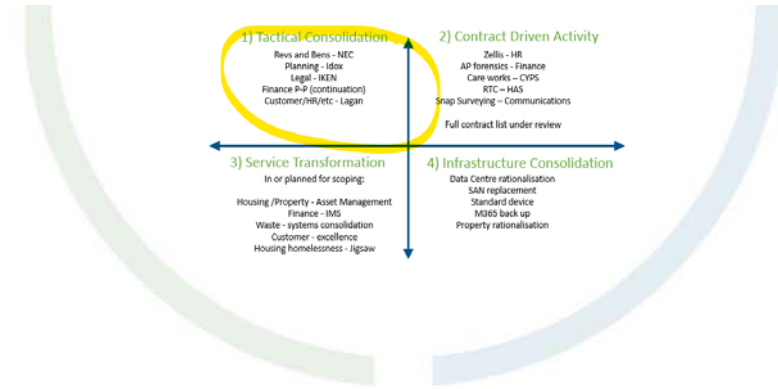 1) Tactical Consolidation
Revs and Bens - NEC
Planning - Idox
Legal - IKEN
Finance P-P (continuation)
Customer/HR/etc - Lagan
2) Contract Driven Activity
Zellis - HR
AP forensics - Finance
Care works – CYPS
RTC – HAS
Snap Surveying – Communications
Full contract list under review
3) Service Transformation
In or planned for scoping:
Housing /Property - Asset Management
Finance - IMS
Waste - systems consolidation
Customer - excellence
Housing homelessness - Jigsaw
4) Infrastructure Consolidation
Data Centre rationalisation
SAN replacement
Standard device
M365 back up
Property rationalisation